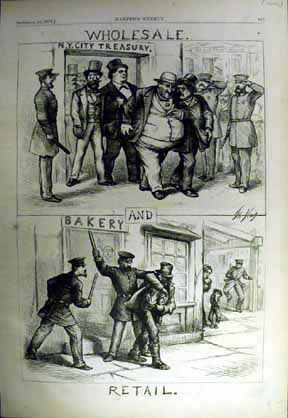 HARPER'S WEEKLY.
WHOLESALE.
N.Y. CITY TREASURY.
BAKERY
AND
RETAIL.